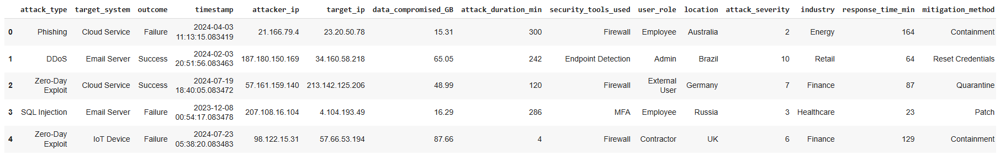 attack_type target_system outcome timestamp attacker_ip target_ip data_compromised_GB attack_duration_min security_tools_used user_role location attack_severity industry response_time_min mitigation_method
0 Phishing Cloud Service Failure 2024-04-03 11:13:15.083419 21.166.79.4 23.20.50.78 15.31 300 Firewall Employee Australia 2 Energy 164 Containment
1 DDoS Email Server Success 2024-02-03 20:51:56.083463 187.180.150.169 34.160.58.218 65.05 242 Endpoint Detection Admin Brazil 10 Retail 64 Reset Credentials
2 Zero-Day Exploit Cloud Service Success 2024-07-19 18:40:05.083472 57.161.159.140 213.142.125.206 48.99 120 Firewall External User Germany 7 Finance 87 Quarantine
3 SQL Injection Email Server Failure 2023-12-08 00:54:17.083478 207.108.16.104 4.104.193.49 16.29 286 MFA Employee Russia 3 Healthcare 23 Patch
4 Zero-Day Exploit IoT Device Failure 2024-07-23 05:38:20.083483 98.122.15.31 57.66.53.194 87.66 4 Firewall Contractor UK 6 Finance 129 Containment